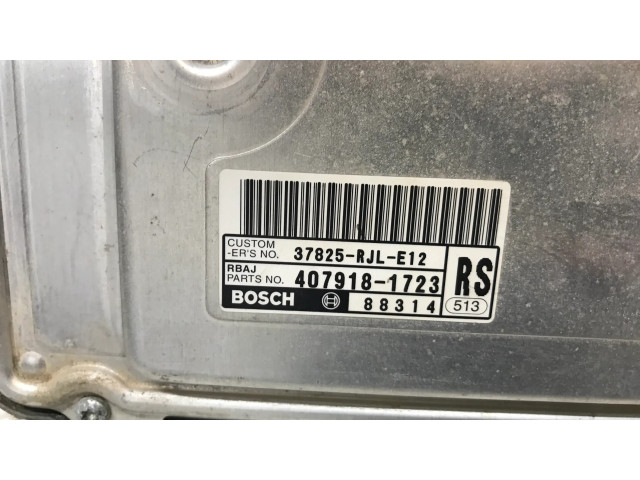 CUSTOM
-ER'S NO. 37825-RJL-E12
RBAJ
PARTS NO. 407918-1723
RS
BOSCH 88314 513